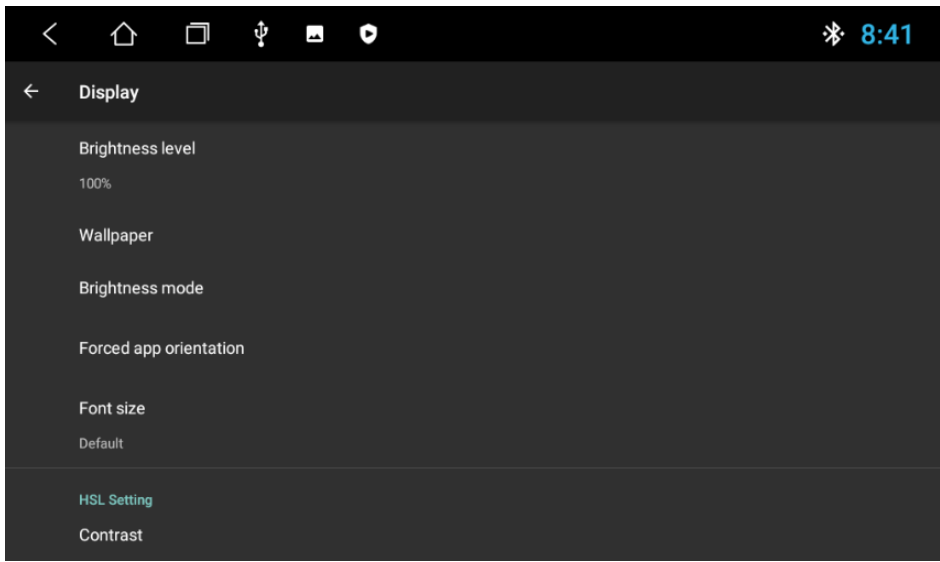 8:41
Display
Brightness level
100%
Wallpaper
Brightness mode
Forced app orientation
Font size
Default
HSL Setting
Contrast